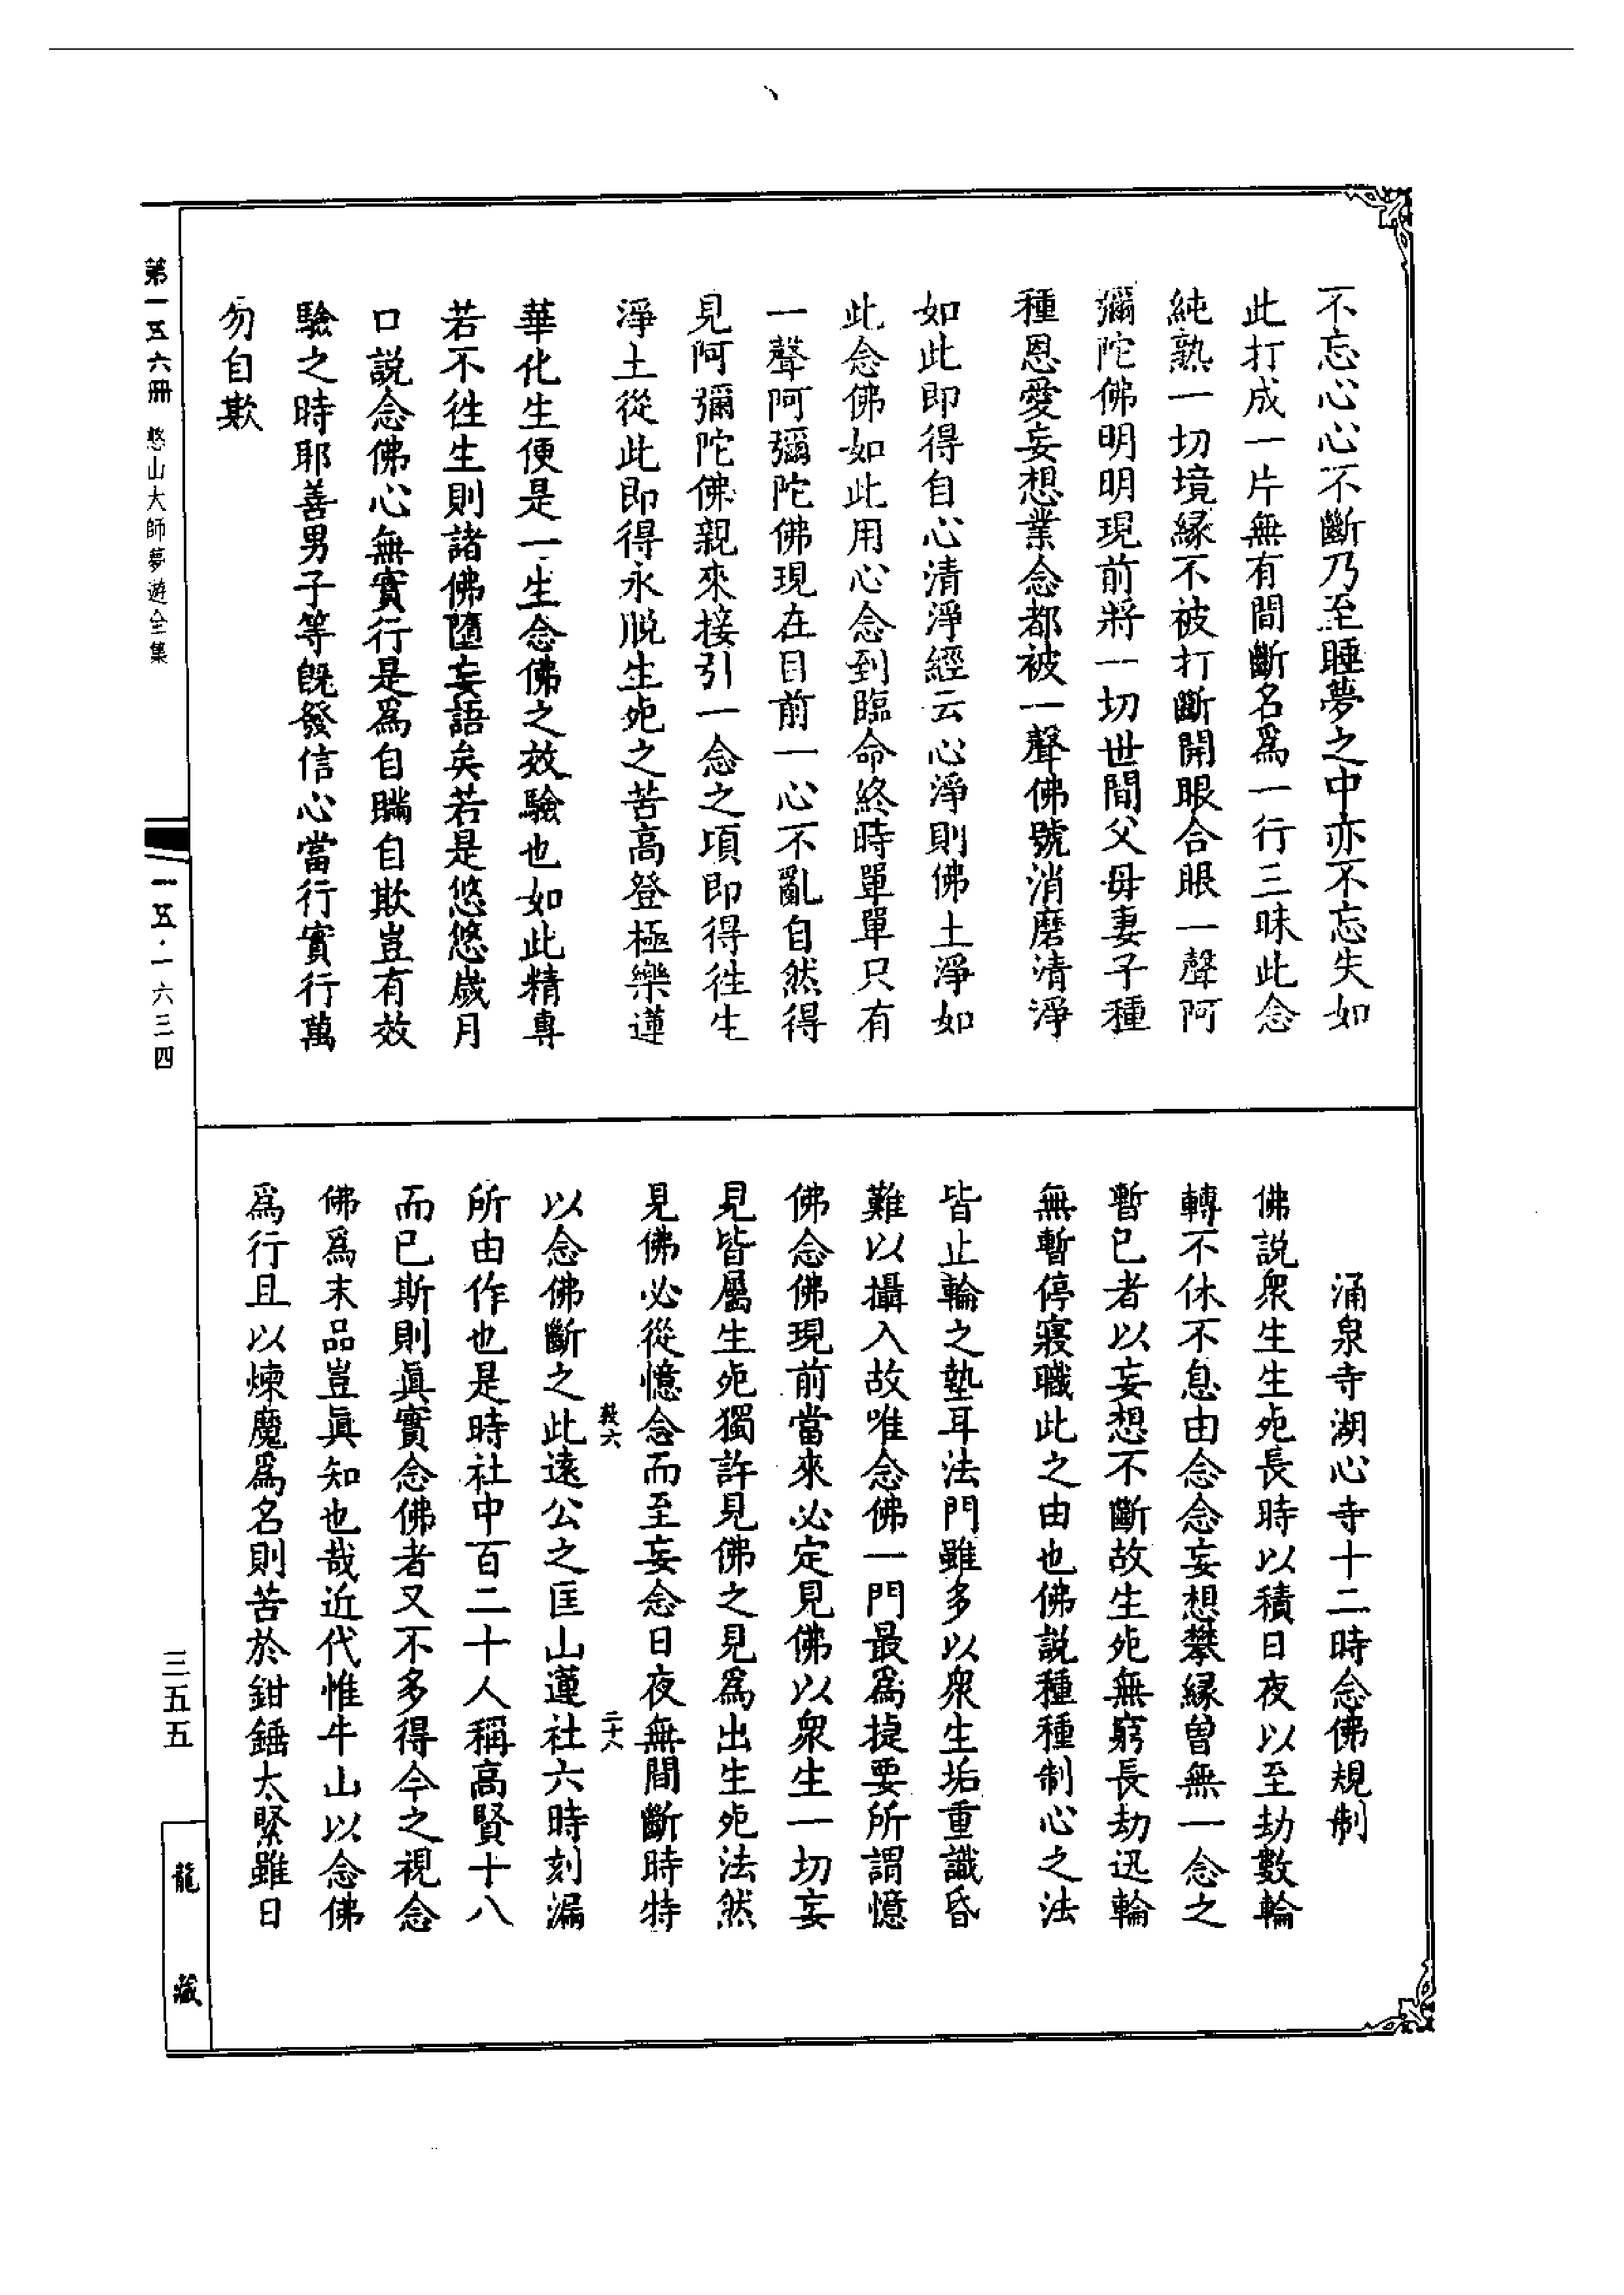 不忘心心不斷乃至睡夢之中亦不忘失如
此打成一片無有間斷名爲一行三昧此念
純熟一切境緣不被打斷開眼合眼一聲阿
彌陀佛明明現前將一切世間父母妻子種
種恩愛妄想業念都被一聲佛號消磨清淨
如此即得自心清淨經云心淨則佛土淨如
此念佛如此用心念到臨命終時單單只有
一聲阿彌陀佛現在目前一心不亂自然得
見阿彌陀佛親來接引一念之頃即得往生
淨土從此即得永脫生死之苦高登極樂蓮
華化生便是一生念佛之效驗也如此精專
若不往生則諸佛墮妄語矣若是悠悠歲月
口說念佛心無實行是爲自瞞自欺豈有效
驗之時耶善男子等既發信心當行實行萬
勿自欺
涌泉寺湖心寺十二時念佛規制
佛說衆生生死長時以積日夜以至劫數輪
轉不休不息由念念妄想攀緣曾無一念之
暫已者以妄想不斷故生死無窮長劫迅輪
無暫停寢職此之由也佛說種種制心之法
皆止輪之墊耳法門雖多以衆生垢重識昏
難以攝入故唯念佛一門最爲捷要所謂憶
佛念佛現前當來必定見佛以衆生一切妄
見皆屬生死獨許見佛之見爲出生死法然
見佛必從憶念而至妄念日夜無間斷時特
以念佛斷之此遠公之匡山蓮社六時刻漏
所由作也是時社中百二十人稱高賢十八
而已斯則眞實念佛者又不多得今之視念
佛爲末品豈眞知也哉近代惟牛山以念佛
爲行且以煉魔爲名則苦於鉗錘太緊雖日
二十八
第一五六冊 憨山大師夢遊全集
一五·一六三四
三五五
龍藏